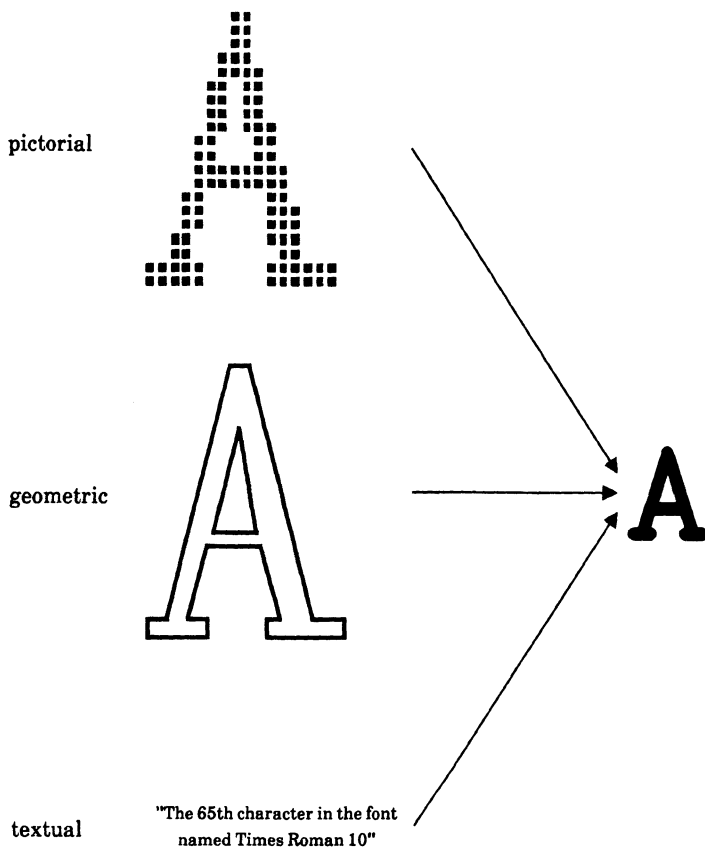 pictorial
A
geometric
A
A
textual
"The 65th character in the font
named Times Roman 10"